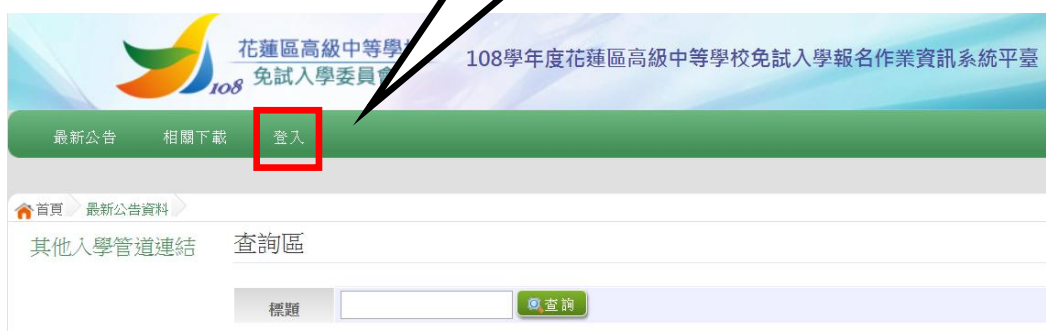 花蓮區高級中等學
108 免試入學委員會
108學年度花蓮區高級中等學校免試入學報名作業資訊系統平臺
最新公告 相關下載 登入
首頁 最新公告資料
其他入學管道連結 查詢區
標題 查詢